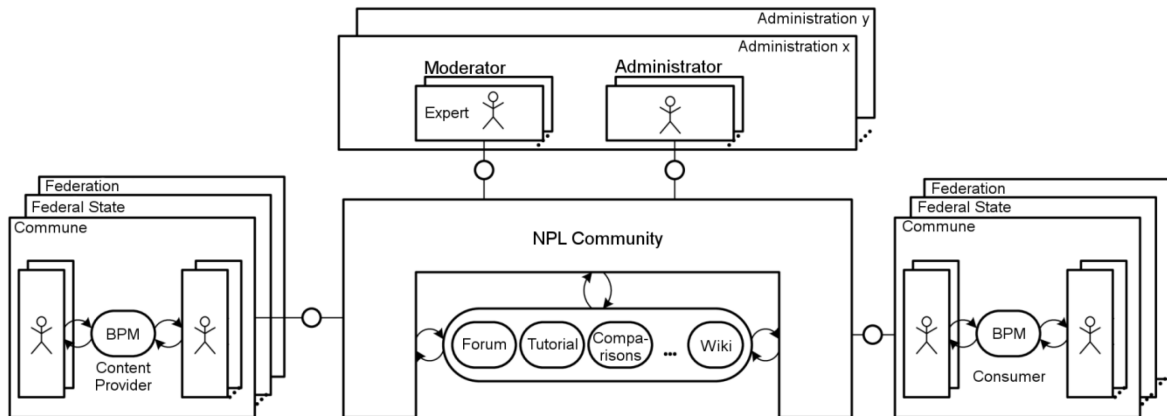 Administration y
Administration x
Moderator
Administrator
Expert
Federation
Federal State
Commune
BPM
Content
Provider
NPL Community
Forum
Tutorial
Compa-
risons
...
Wiki
Federation
Federal State
Commune
BPM
Consumer